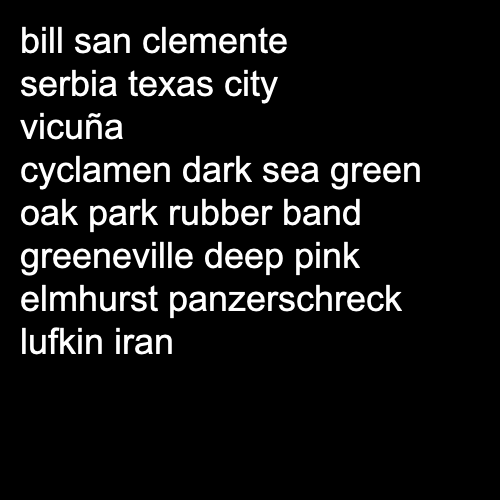 bill san clemente
serbia texas city
vicuña
cyclamen dark sea green
oak park rubber band
greeneville deep pink
elmhurst panzerschreck
lufkin iran